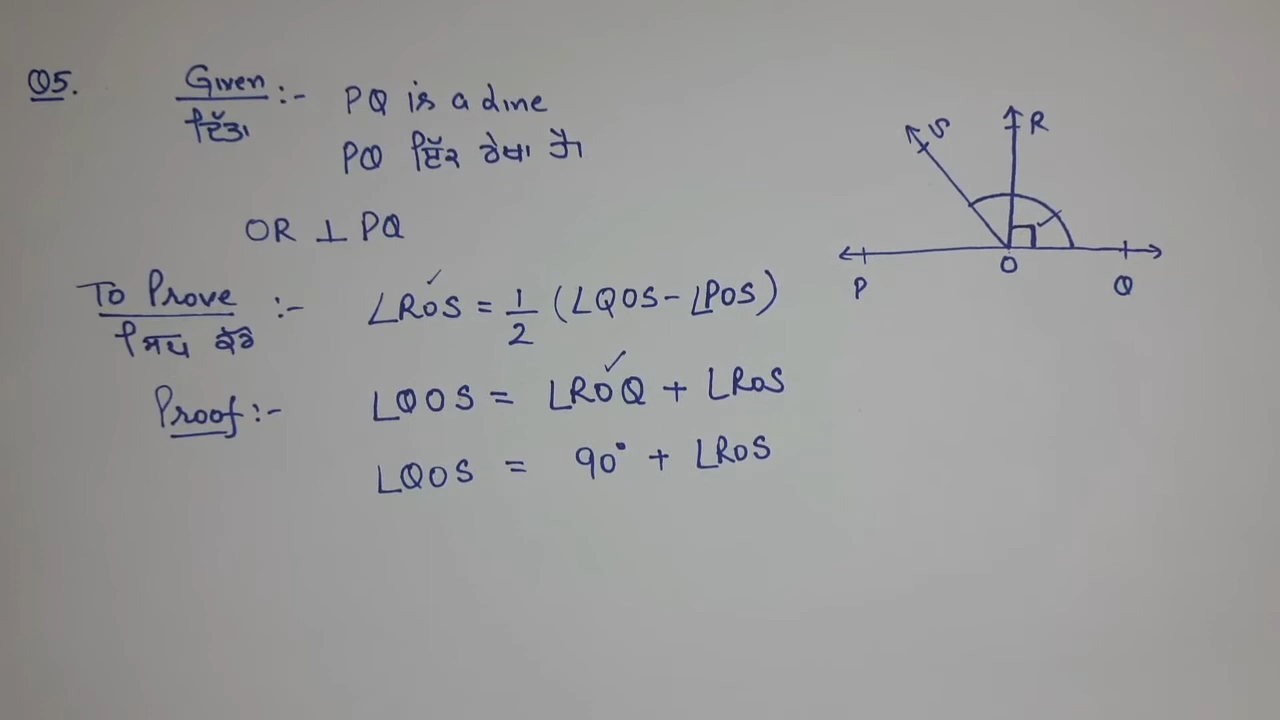 Q5. Given :- PQ is a line
ਦਿੱਤਾ PQ ਇੱਕ ਰੇਖਾ ਹੈ
OR ⊥ PQ
To Prove :- ∠ROS = 1/2 (∠QOS - ∠POS)
ਸਿੱਧ ਕਰੋ
Proof :- ∠QOS = ∠ROQ + ∠ROS
∠QOS = 90° + ∠ROS
S R
P O Q